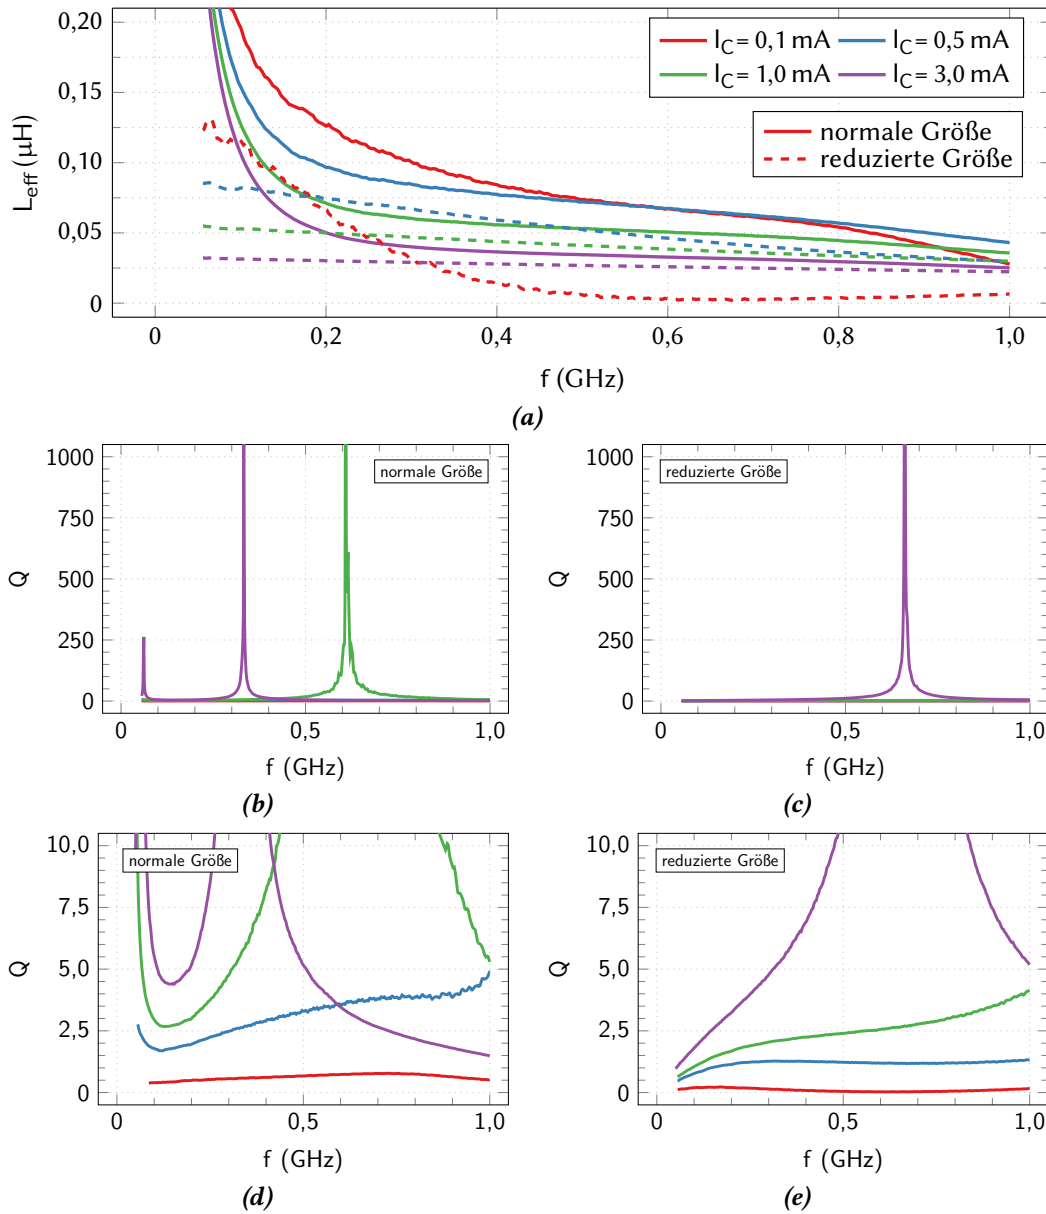 0,20
0,15
0,10
0,05
0
L_eff (μH)
I_C = 0,1 mA
I_C = 0,5 mA
I_C = 1,0 mA
I_C = 3,0 mA
normale Größe
reduzierte Größe
0
0,2
0,4
0,6
0,8
1,0
f (GHz)
(a)
1000
750
500
250
0
Q
normale Größe
0
0,5
1,0
f (GHz)
(b)
1000
750
500
250
0
Q
reduzierte Größe
0
0,5
1,0
f (GHz)
(c)
10,0
7,5
5,0
2,5
0
Q
normale Größe
0
0,5
1,0
f (GHz)
(d)
10,0
7,5
5,0
2,5
0
Q
reduzierte Größe
0
0,5
1,0
f (GHz)
(e)